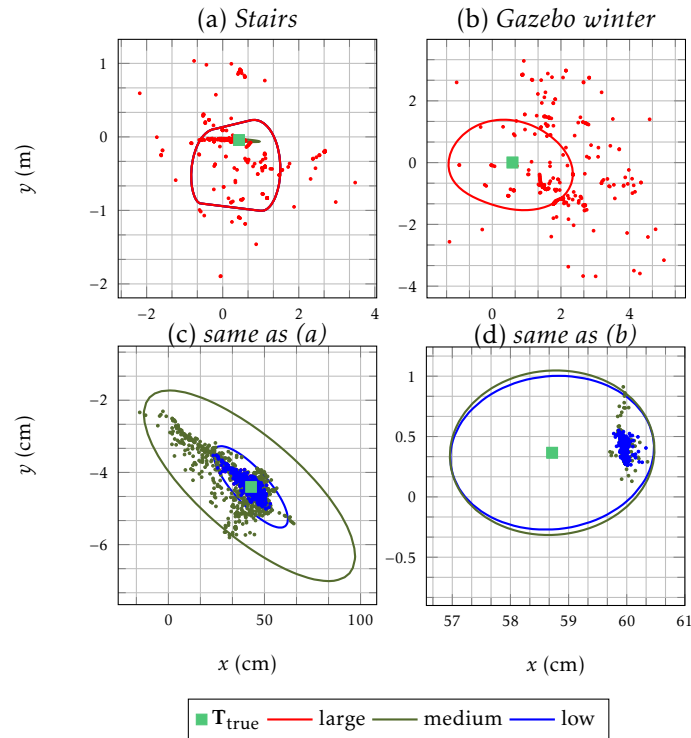 (a) Stairs
(b) Gazebo winter
1
0
−1
−2
y (m)
−2 0 2 4
2
0
−2
−4
0 2 4
(c) same as (a)
(d) same as (b)
−2
−4
−6
y (cm)
0 50 100
x (cm)
1
0.5
0
−0.5
57 58 59 60 61
x (cm)
T_true large medium low